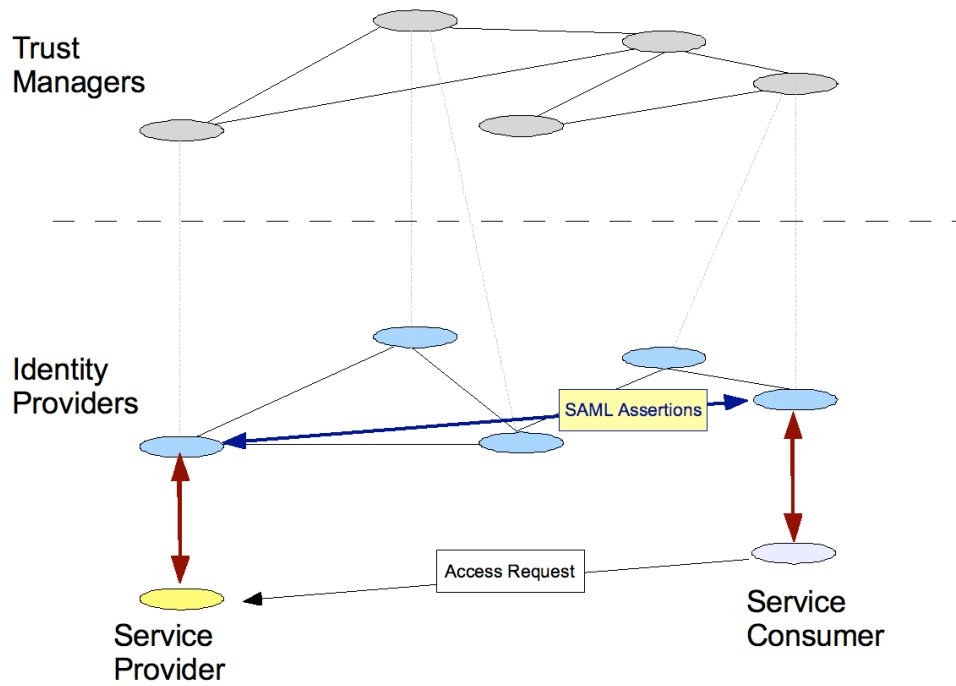 Trust
Managers
Identity
Providers
SAML Assertions
Access Request
Service
Provider
Service
Consumer